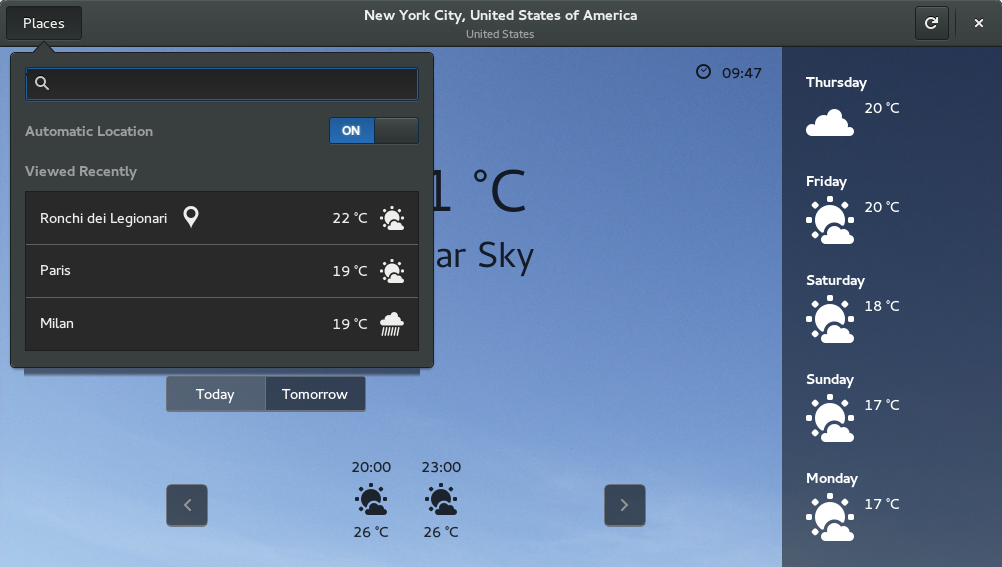 Places
New York City, United States of America
United States
09:47
Automatic Location
ON
Viewed Recently
Ronchi dei Legionari 22 °C
Paris 19 °C
Milan 19 °C
1 °C
ar Sky
Today Tomorrow
20:00 23:00
26 °C 26 °C
Thursday
20 °C
Friday
20 °C
Saturday
18 °C
Sunday
17 °C
Monday
17 °C